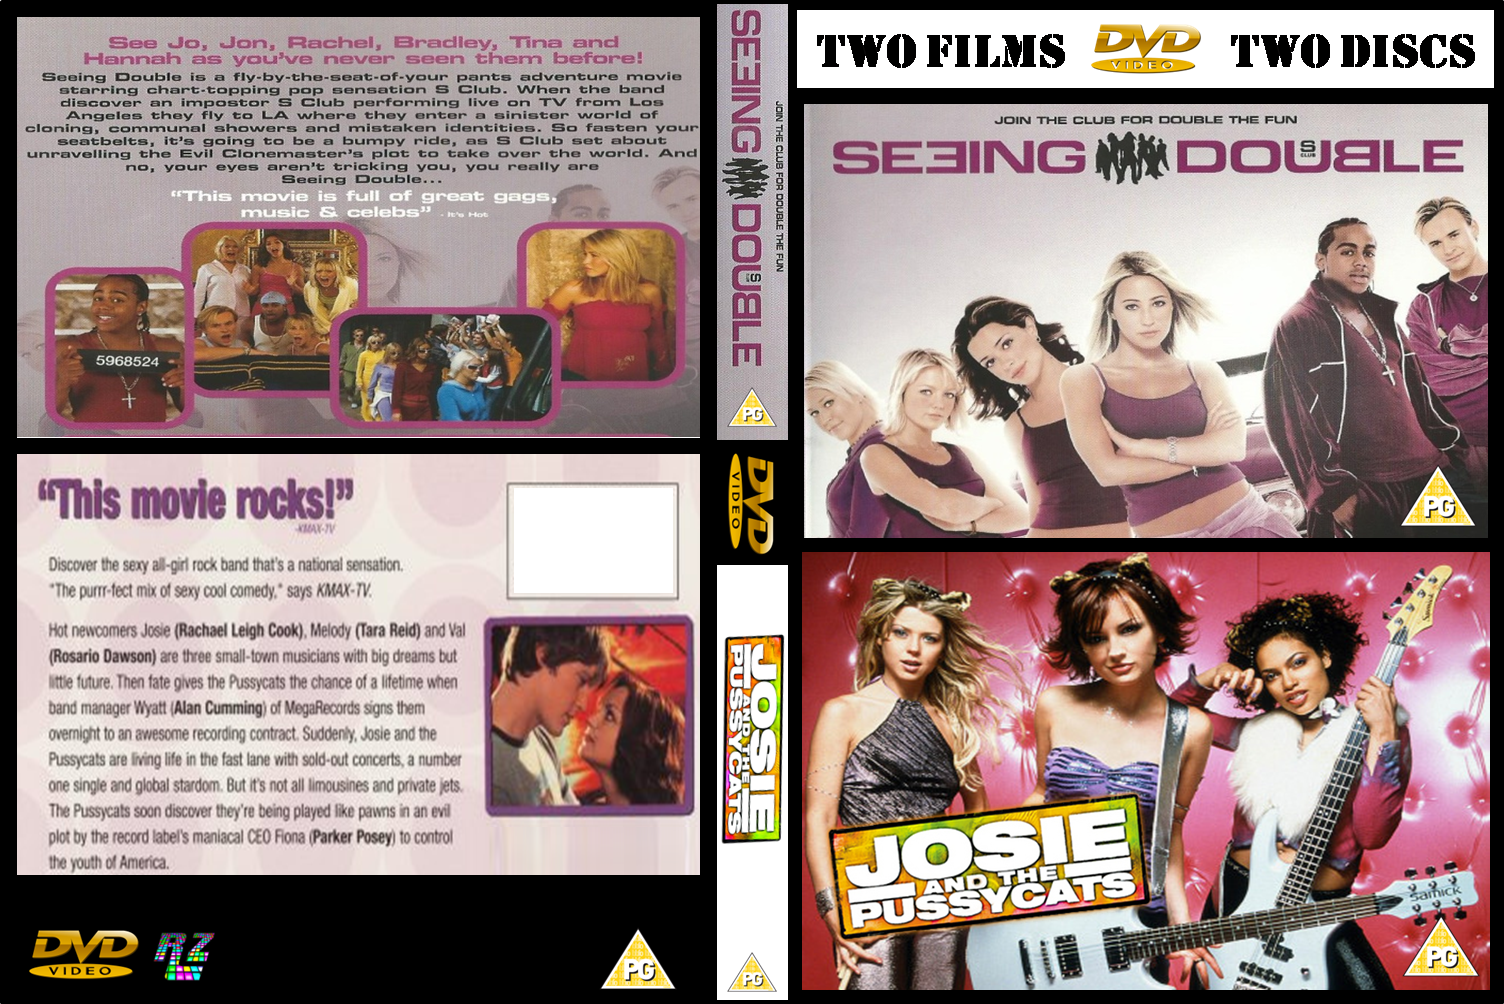 See Jo, Jon, Rachel, Bradley, Tina and
Hannah as you've never seen them before!
Seeing Double is a fly-by-the-seat-of-your pants adventure movie
starring chart-topping pop sensation S Club. When the band
discover an impostor S Club performing live on TV from Los
Angeles they fly to LA where they enter a sinister world of
cloning, communal showers and mistaken identities. So fasten your
seatbelts, it's going to be a bumpy ride, as S Club set about
unravelling the Evil Clonemaster's plot to take over the world. And
no, your eyes aren't tricking you, you really are
Seeing Double...
"This movie is full of great gags,
music & celebs" - It's Hot
5968524
"This movie rocks!"
-KMAX-TV
Discover the sexy all-girl rock band that's a national sensation.
"The purrr-fect mix of sexy cool comedy," says KMAX-TV.
Hot newcomers Josie (Rachael Leigh Cook), Melody (Tara Reid) and Val
(Rosario Dawson) are three small-town musicians with big dreams but
little future. Then fate gives the Pussycats the chance of a lifetime when
band manager Wyatt (Alan Cumming) of MegaRecords signs them
overnight to an awesome recording contract. Suddenly, Josie and the
Pussycats are living life in the fast lane with sold-out concerts, a number
one single and global stardom. But it's not all limousines and private jets.
The Pussycats soon discover they're being played like pawns in an evil
plot by the record label's maniacal CEO Fiona (Parker Posey) to control
the youth of America.
DVD
VIDEO
PG
SEEING DOUBLE
S
CLUB
JOIN THE CLUB FOR DOUBLE THE FUN
PG
DVD
VIDEO
JOSIE
AND THE
PUSSYCATS
PG
TWO FILMS
DVD
VIDEO
TWO DISCS
JOIN THE CLUB FOR DOUBLE THE FUN
SEEING DOUBLE
S
CLUB
PG
JOSIE
AND THE
PUSSYCATS
Samick
samick
PG